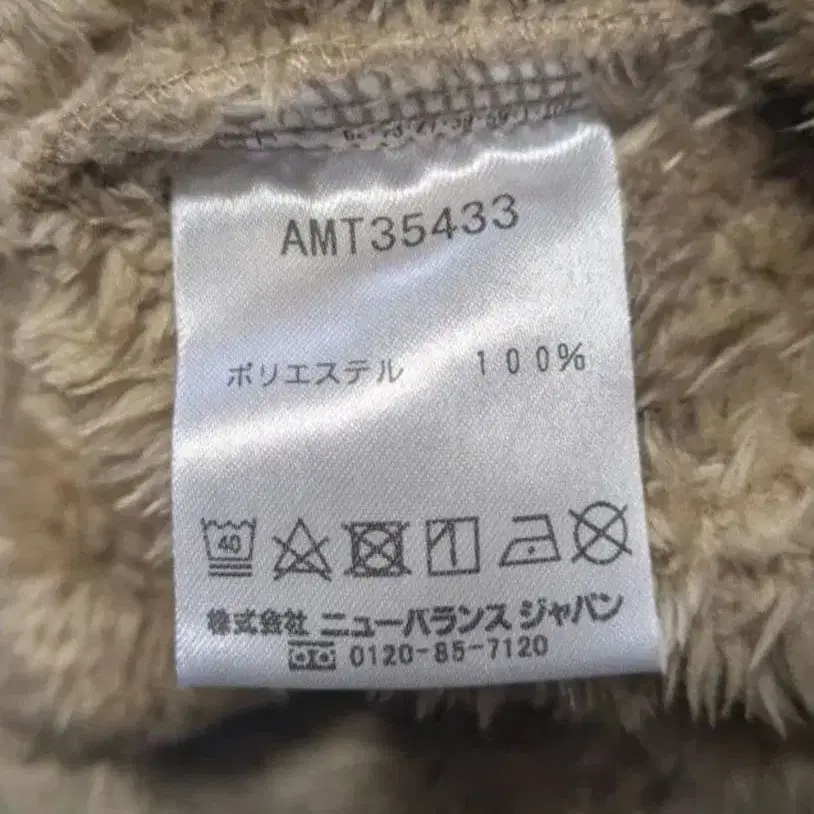 AMT35433
ポリエステル 100%
40
株式会社 ニューバランス ジャパン
0120-85-7120